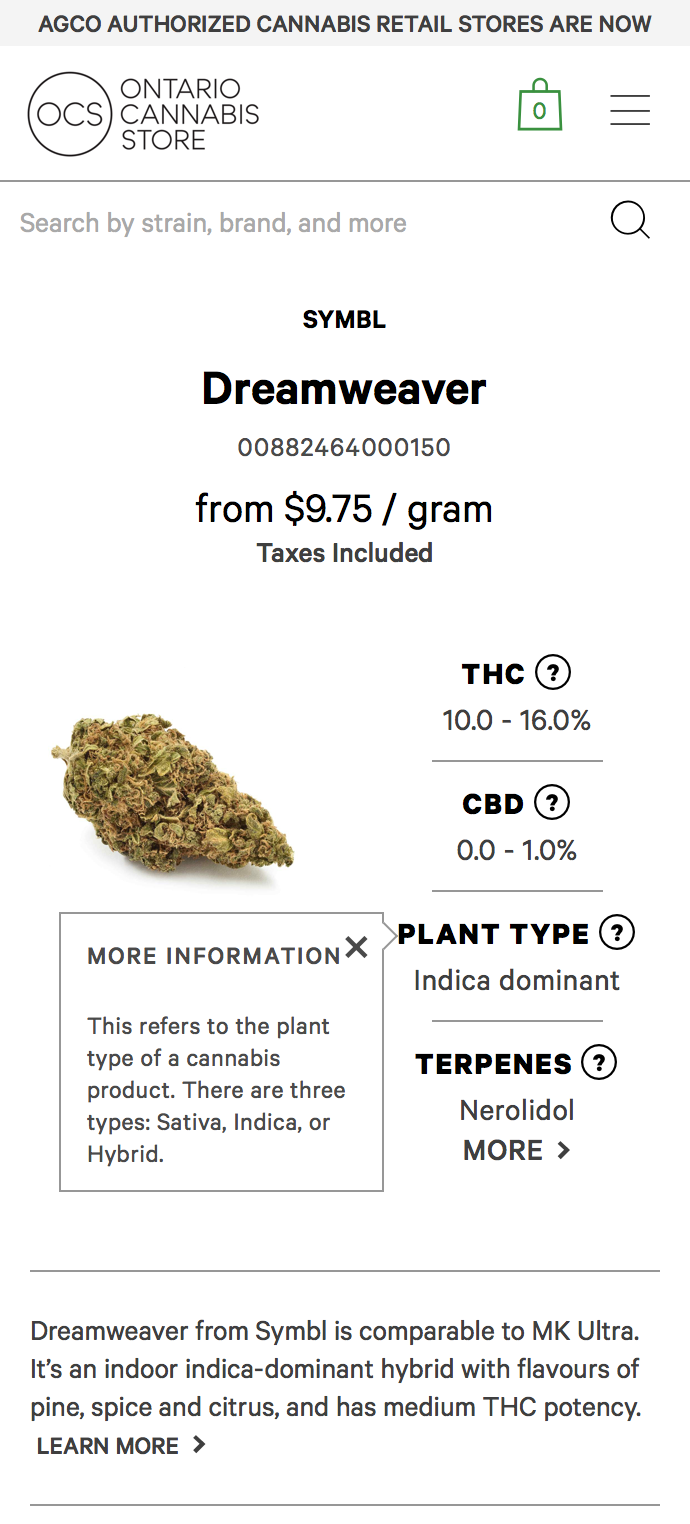 AGCO AUTHORIZED CANNABIS RETAIL STORES ARE NOW
OCS
ONTARIO
CANNABIS
STORE
0
Search by strain, brand, and more
SYMBL
Dreamweaver
00882464000150
from $9.75 / gram
Taxes Included
THC ?
10.0 - 16.0%
CBD ?
0.0 - 1.0%
PLANT TYPE ?
Indica dominant
MORE INFORMATION
This refers to the plant
type of a cannabis
product. There are three
types: Sativa, Indica, or
Hybrid.
TERPENES ?
Nerolidol
MORE >
Dreamweaver from Symbl is comparable to MK Ultra.
It’s an indoor indica-dominant hybrid with flavours of
pine, spice and citrus, and has medium THC potency.
LEARN MORE >